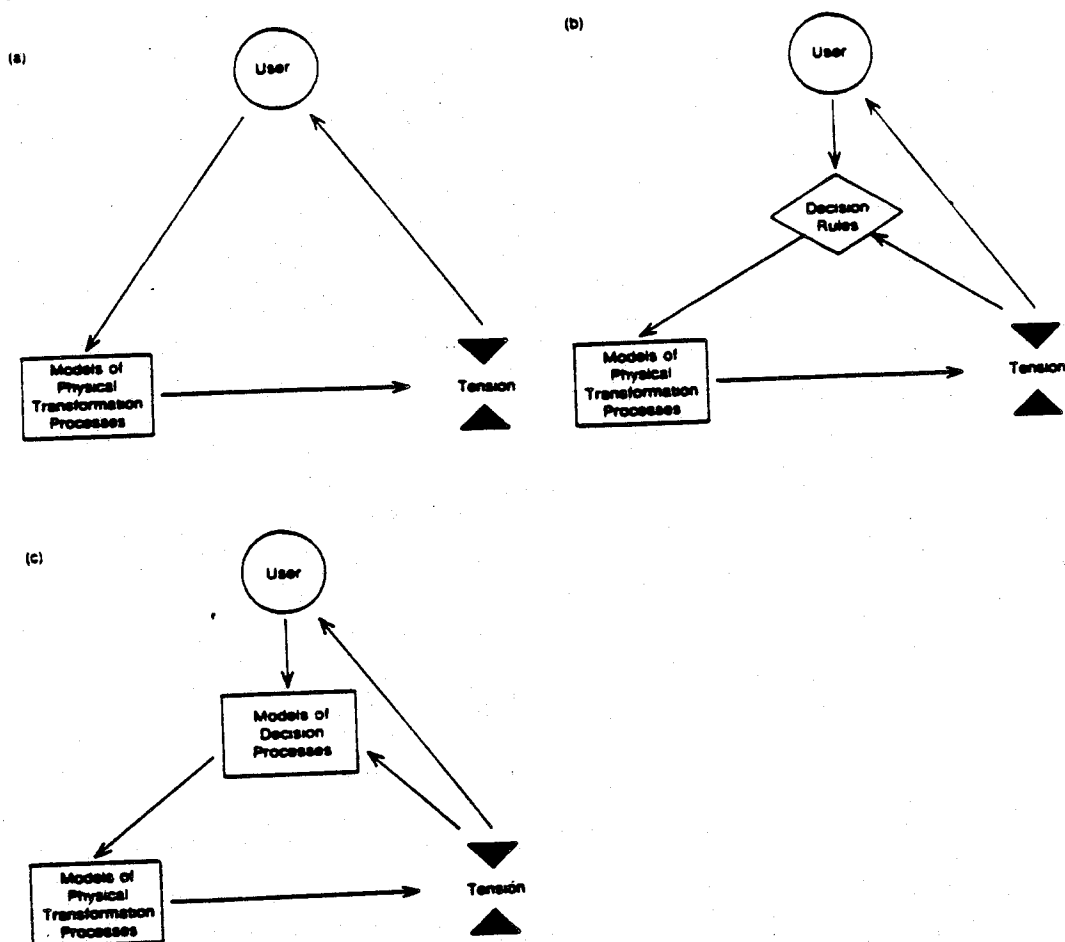 (a)
User
Models of
Physical
Transformation
Processes
Tension
(b)
User
Decision
Rules
Models of
Physical
Transformation
Processes
Tension
(c)
User
Models of
Decision
Processes
Models of
Physical
Transformation
Processes
Tension